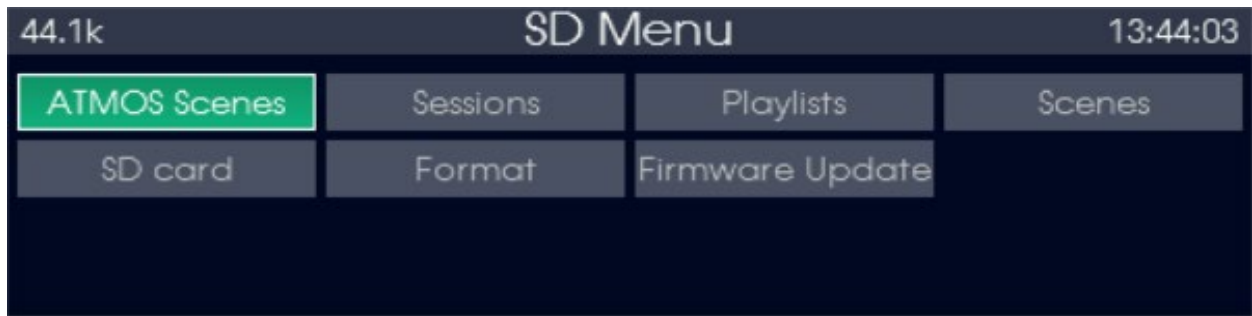 44.1k SD Menu 13:44:03
ATMOS Scenes Sessions Playlists Scenes
SD card Format Firmware Update